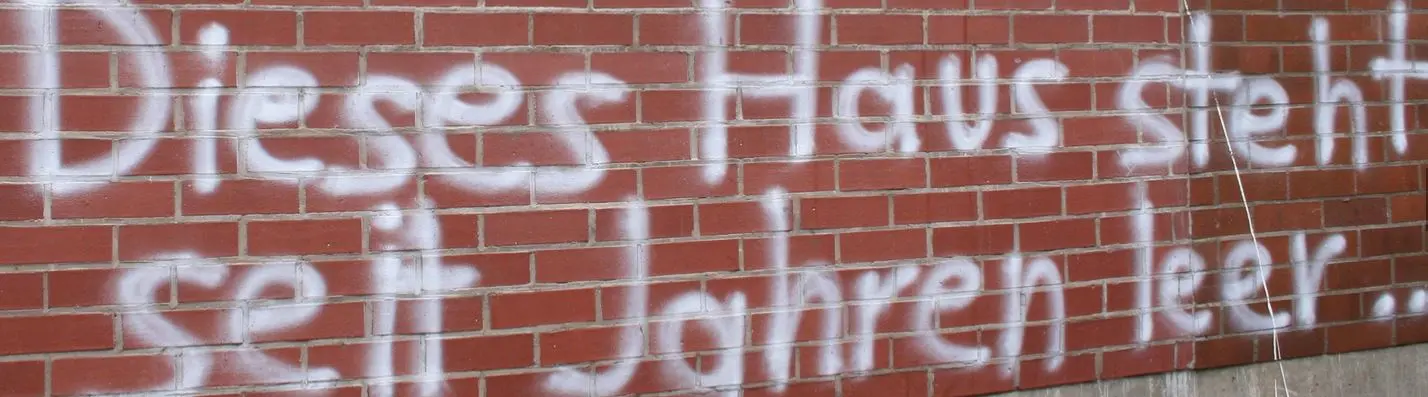 Dieses Haus steht
seit Jahren leer..